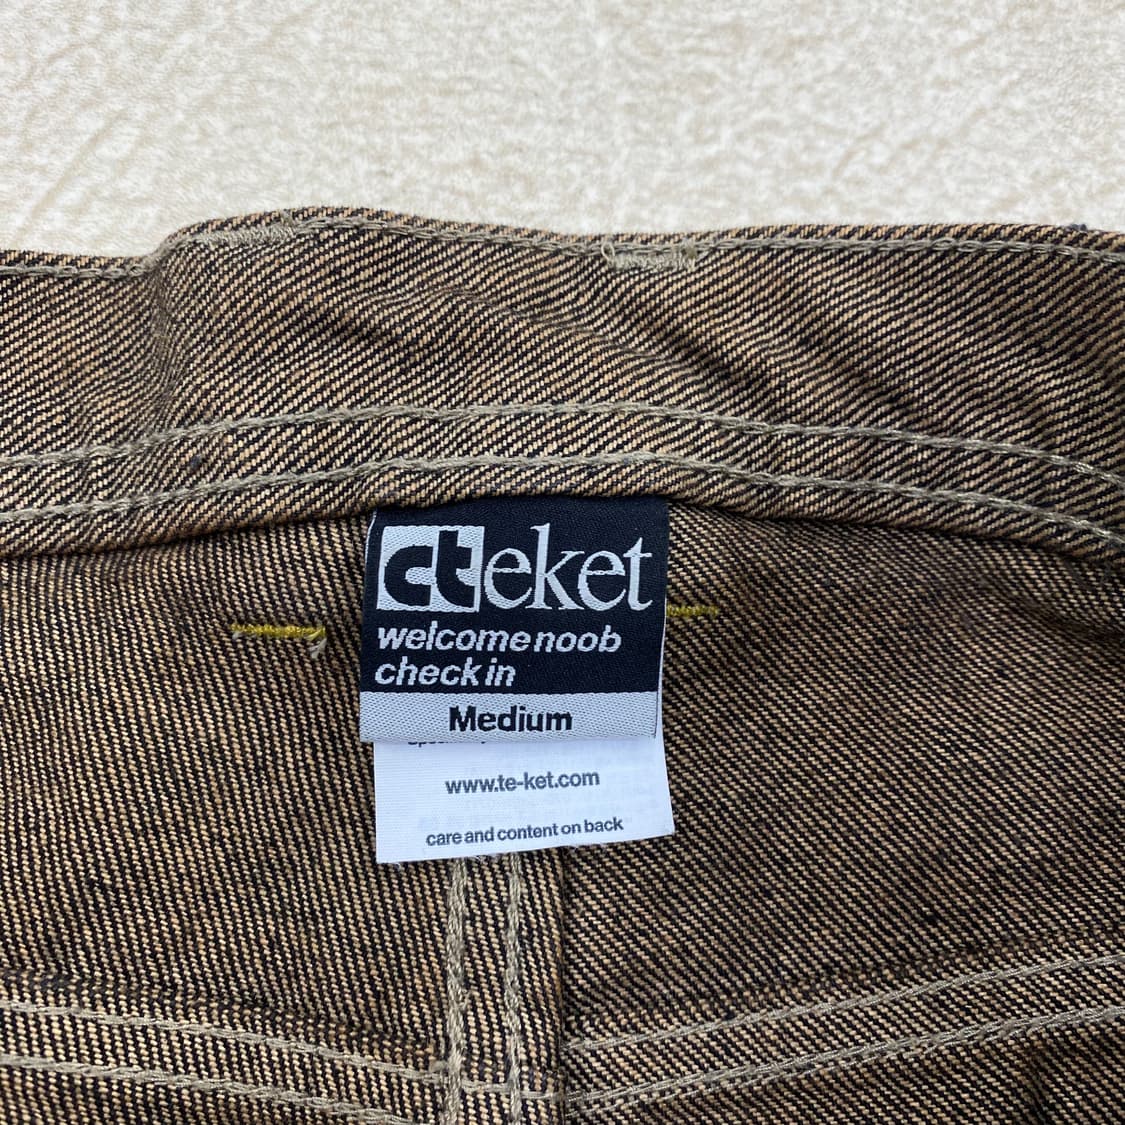 cteket
welcome noob
check in
Medium
www.te-ket.com
care and content on back